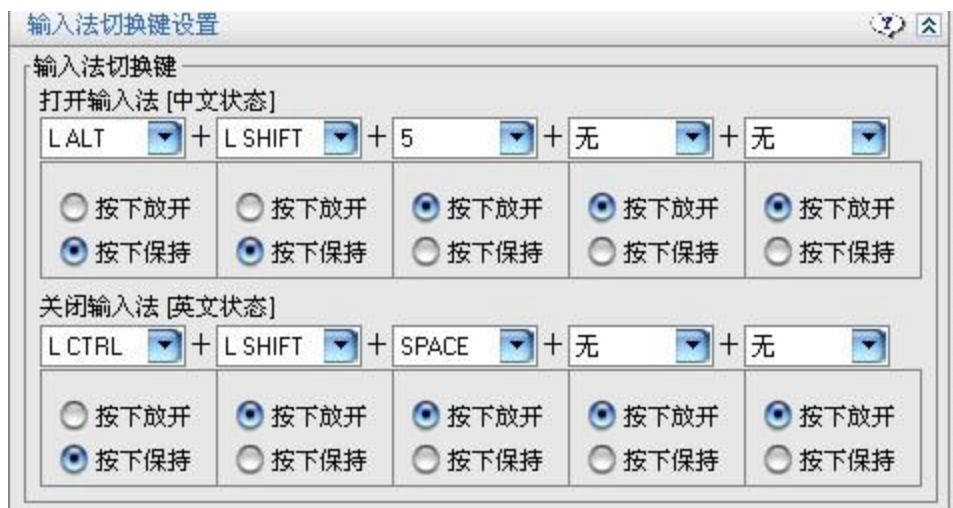 输入法切换键设置
输入法切换键
打开输入法 [中文状态]
L ALT + L SHIFT + 5 + 无 + 无
按下放开 按下放开 按下放开 按下放开 按下放开
按下保持 按下保持 按下保持 按下保持 按下保持
关闭输入法 [英文状态]
L CTRL + L SHIFT + SPACE + 无 + 无
按下放开 按下放开 按下放开 按下放开 按下放开
按下保持 按下保持 按下保持 按下保持 按下保持